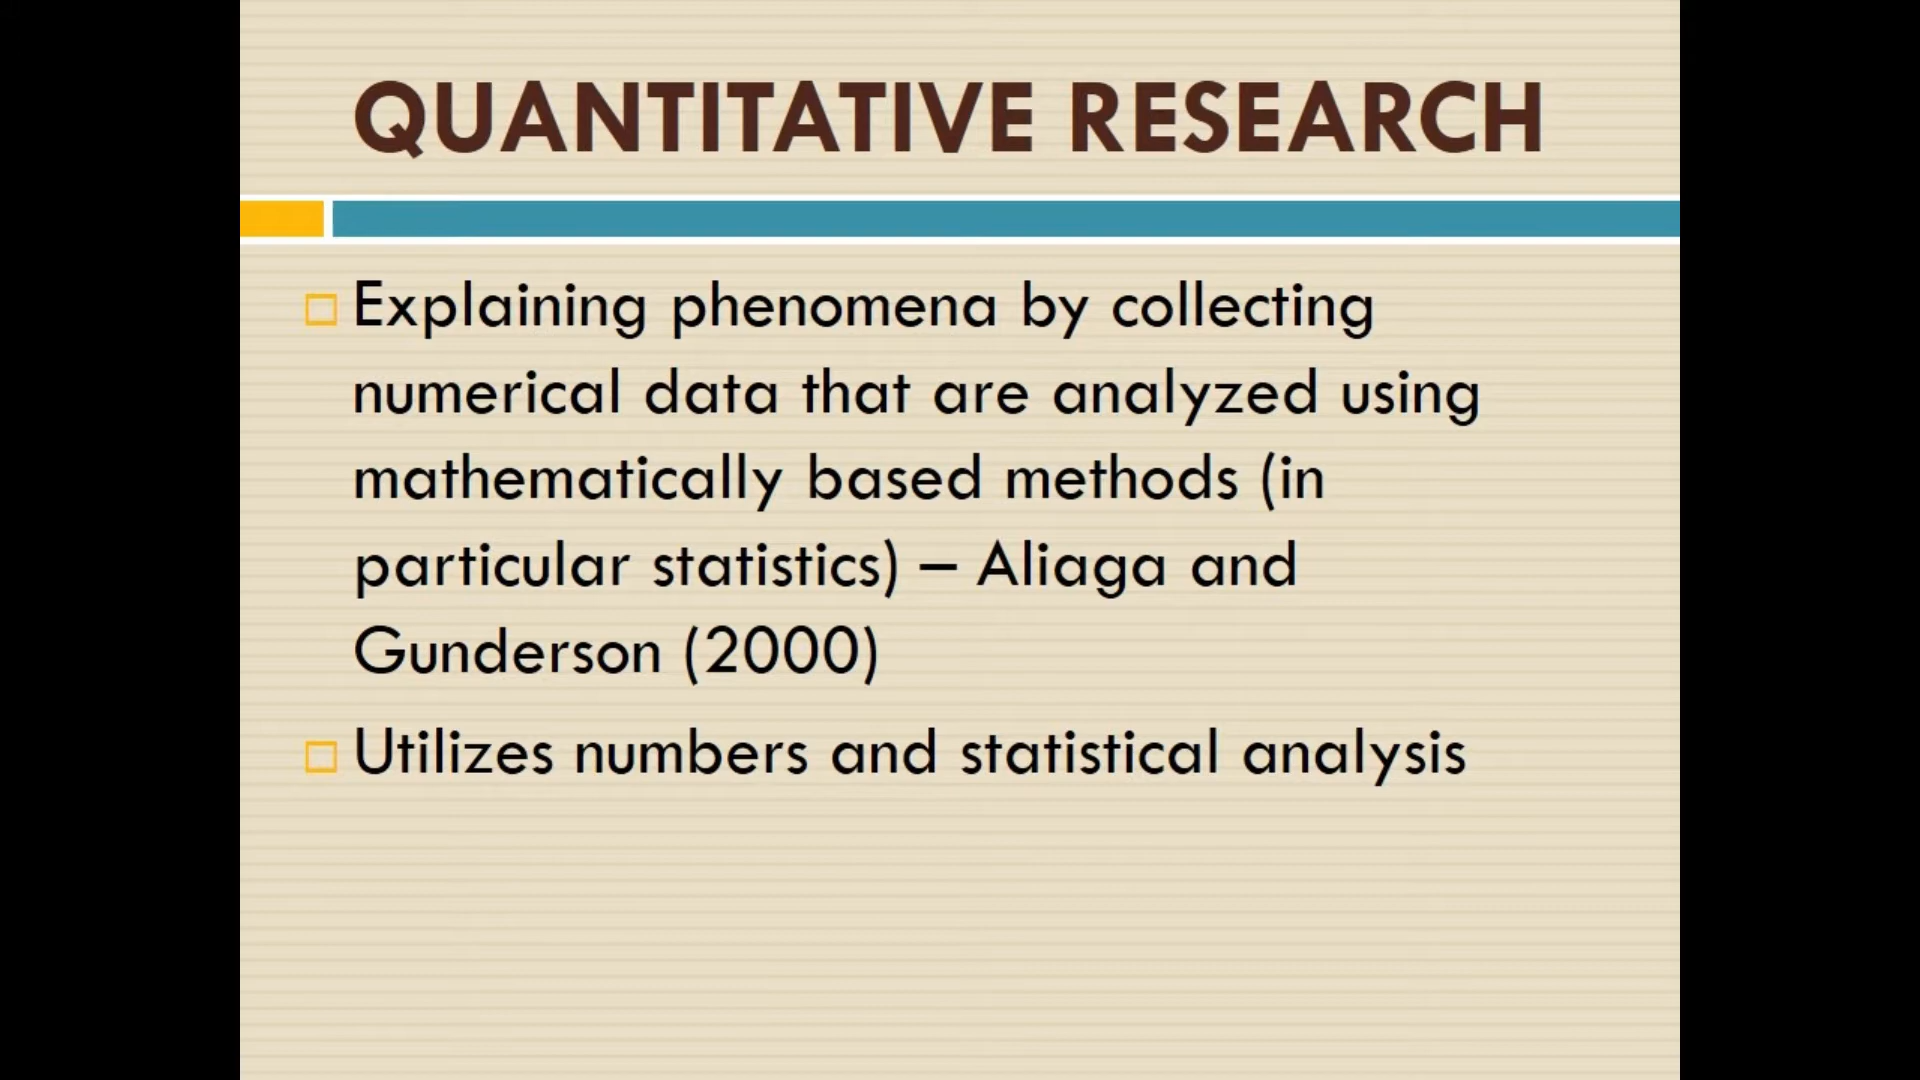 QUANTITATIVE RESEARCH
Explaining phenomena by collecting
numerical data that are analyzed using
mathematically based methods (in
particular statistics) – Aliaga and
Gunderson (2000)
Utilizes numbers and statistical analysis